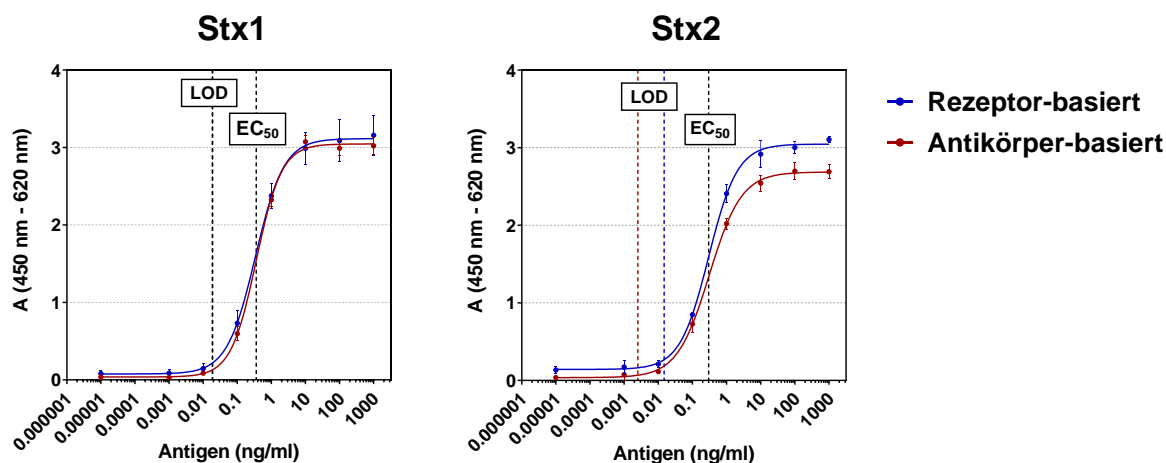 Stx1
Stx2
4
3
2
1
0
A (450 nm - 620 nm)
LOD
EC50
0.000001
0.00001
0.0001
0.001
0.01
0.1
1
10
100
1000
Antigen (ng/ml)
4
3
2
1
0
A (450 nm - 620 nm)
LOD
EC50
0.000001
0.00001
0.0001
0.001
0.01
0.1
1
10
100
1000
Antigen (ng/ml)
Rezeptor-basiert
Antikörper-basiert